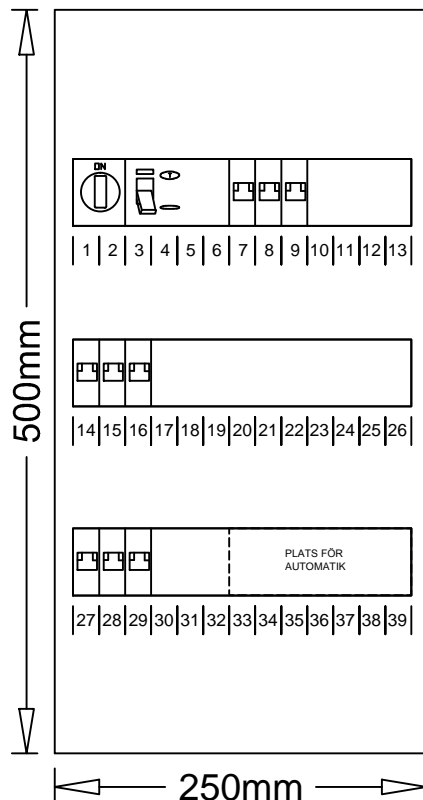 ON
T
1 2 3 4 5 6 7 8 9 10 11 12 13
14 15 16 17 18 19 20 21 22 23 24 25 26
PLATS FÖR
AUTOMATIK
27 28 29 30 31 32 33 34 35 36 37 38 39
500mm
250mm